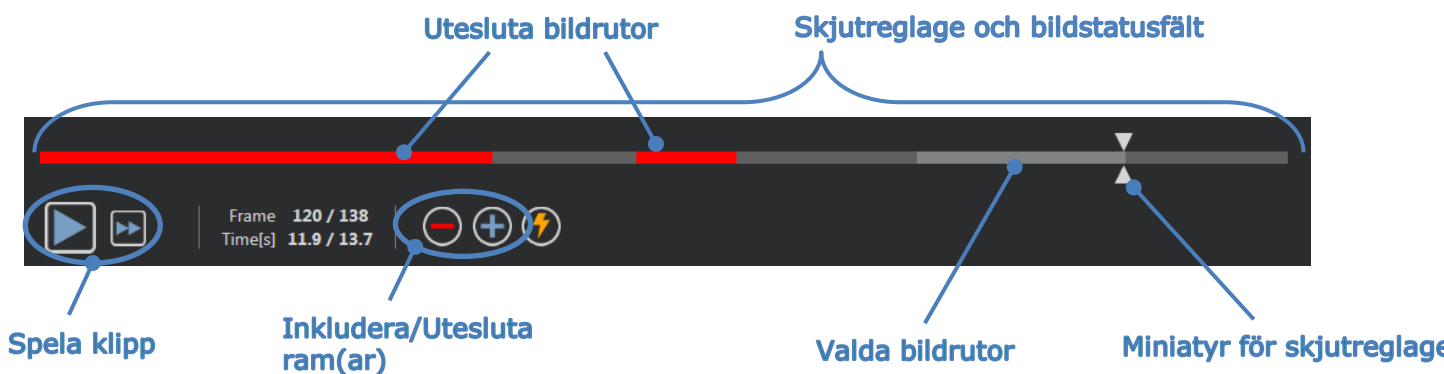 Utesluta bildrutor
Skjutreglage och bildstatusfält
Frame 120 / 138
Time[s] 11.9 / 13.7
Spela klipp
Inkludera/Utesluta
ram(ar)
Valda bildrutor
Miniatyr för skjutreglage